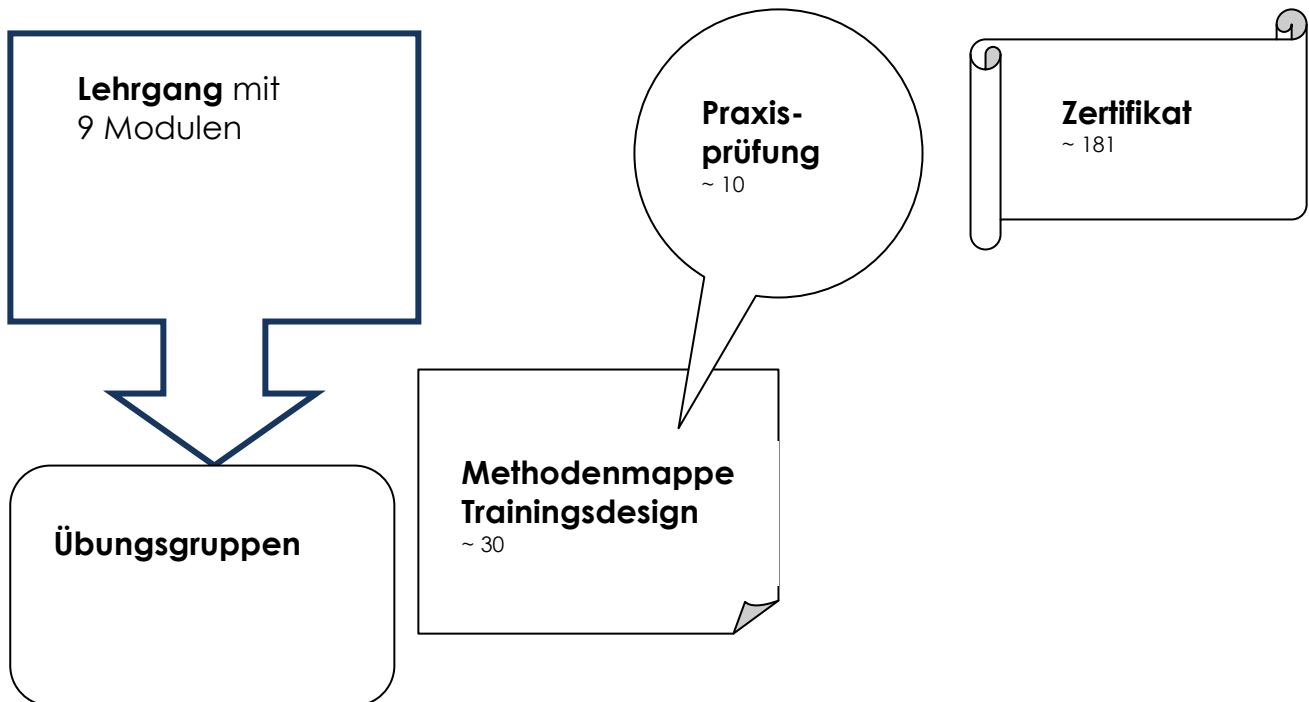 Lehrgang mit
9 Modulen
Praxis-
prüfung
~ 10
Zertifikat
~ 181
Methodenmappe
Trainingsdesign
~ 30
Übungsgruppen